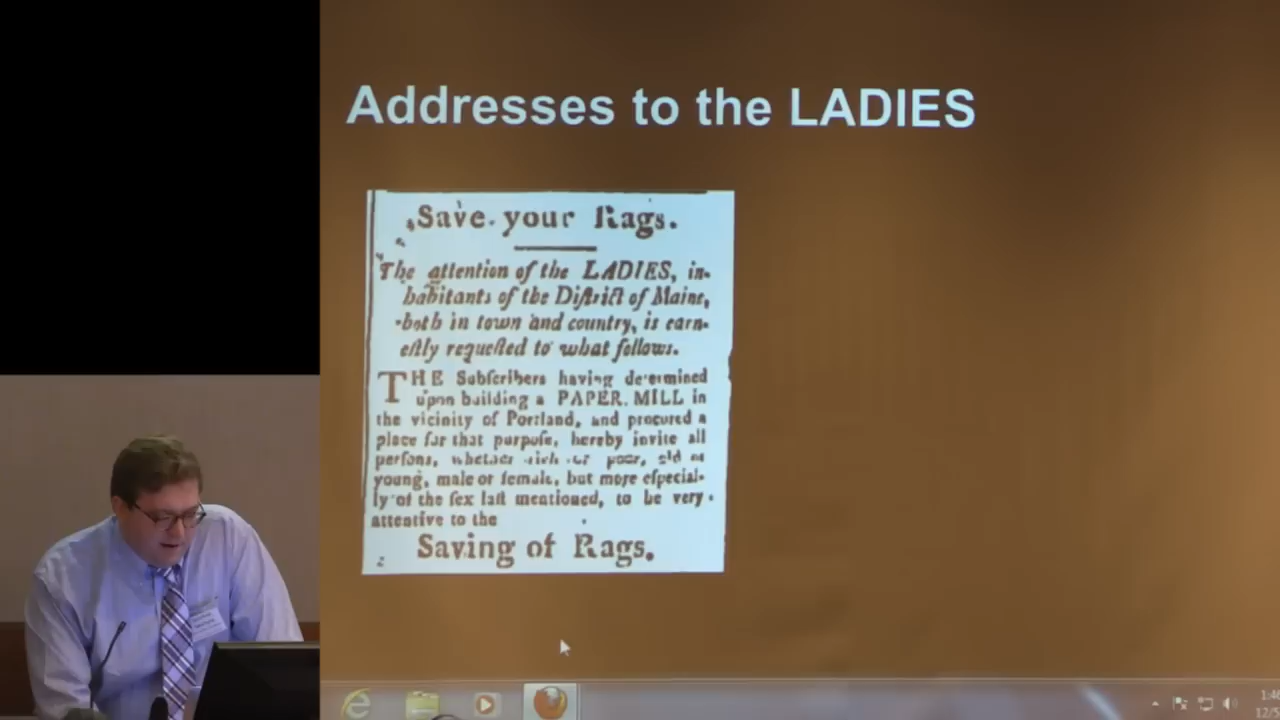 Addresses to the LADIES
Save your Rags.
The attention of the LADIES, in-
habitants of the Diſtrict of Maine,
both in town and country, is earn-
eſtly requeſted to what follows.
THE Subſcribers having determined
upon building a PAPER MILL in
the vicinity of Portland, and procured a
place for that purpoſe, hereby invite all
perſons, whether rich or poor, old or
young, male or female, but more eſpecial-
ly of the ſex laſt mentioned, to be very
attentive to the
Saving of Rags.
1:46
12/5